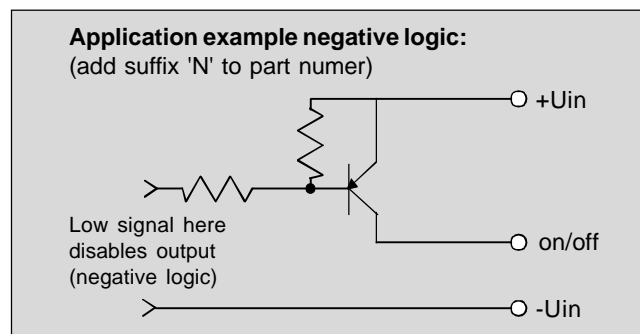 Application example negative logic:
(add suffix 'N' to part numer)
+Uin
Low signal here
disables output
(negative logic)
on/off
-Uin